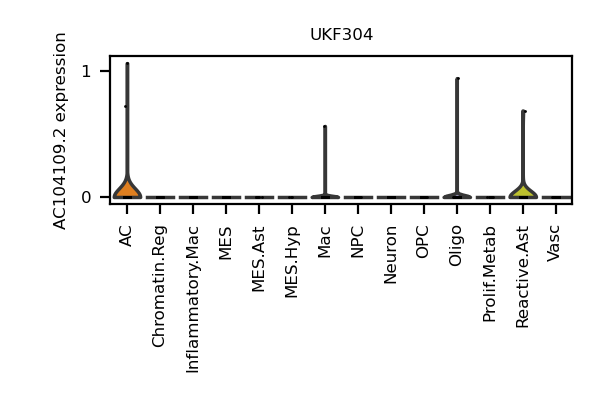 UKF304
AC104109.2 expression
1
0
AC
Chromatin.Reg
Inflammatory.Mac
MES
MES.Ast
MES.Hyp
Mac
NPC
Neuron
OPC
Oligo
Prolif.Metab
Reactive.Ast
Vasc